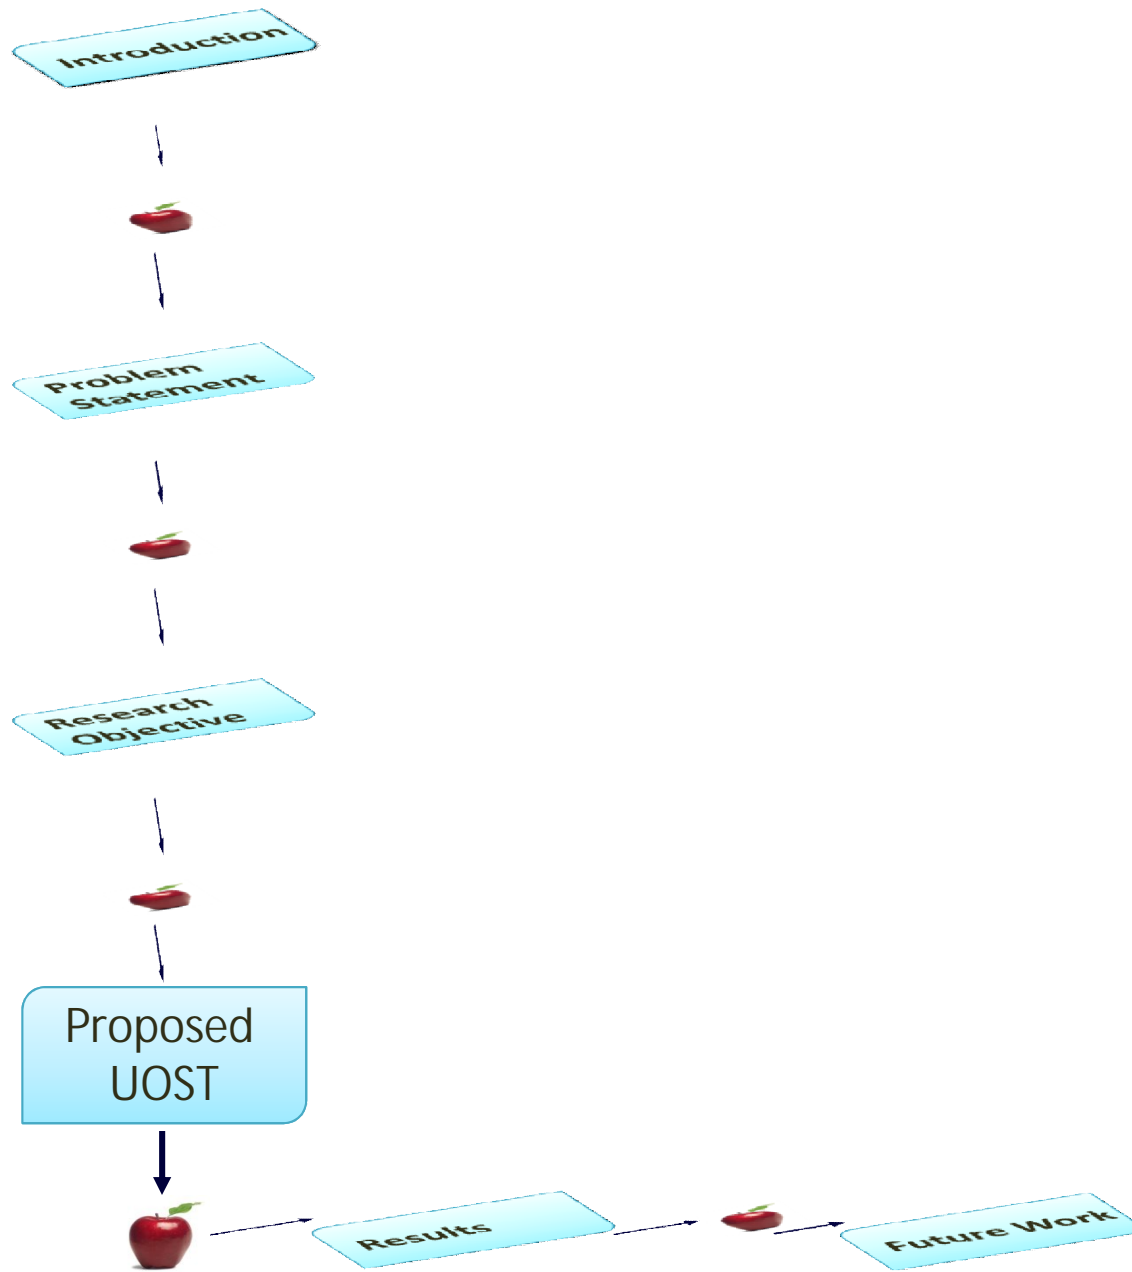 Introduction
Problem
Statement
Research
Objective
Proposed
UOST
Results
Future Work